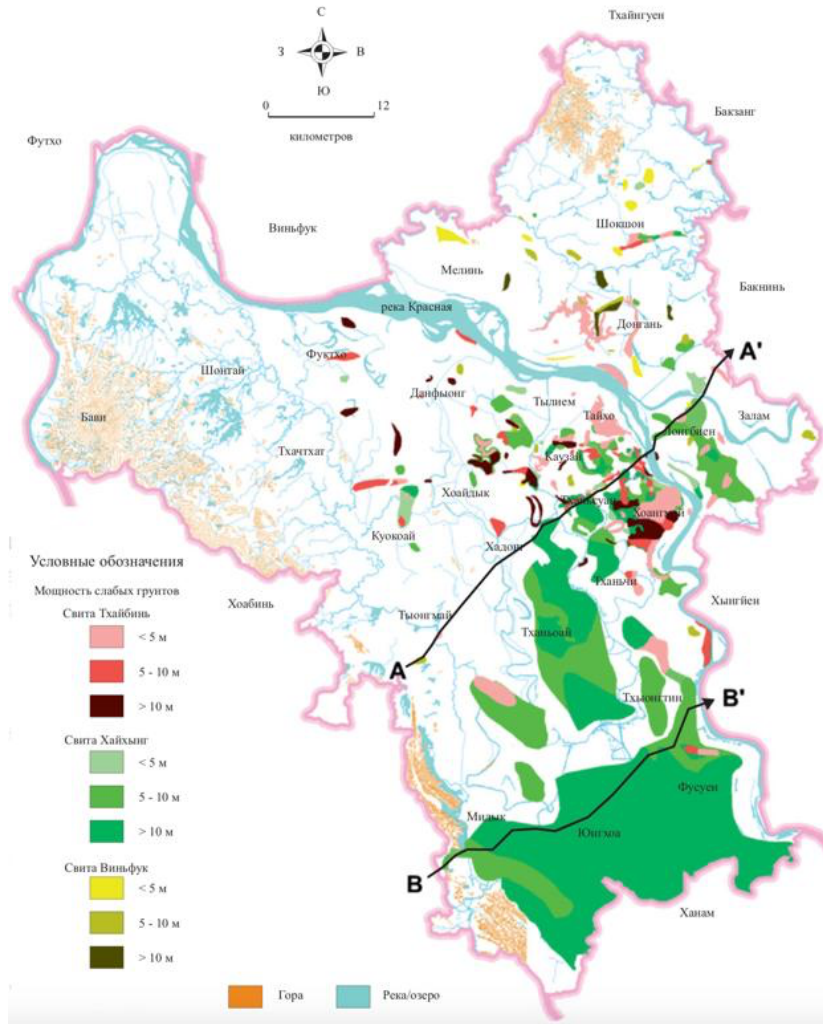 Тхайнгуен
С
З В
Ю
0 12
километров
Бакзанг
Футхо
Виньфук
Шокшон
Мелинь
Бакнинь
река Красная
Донгань
Фуктхо
A'
Шонтай
Данфыонг
Тылием
Тайхо
Залам
Бави
Лонгбиен
Тхачтхат
Каузай
Хоайдык
Тханьсуан
Хоангмай
Куокоай
Хадонг
Условные обозначения
Тханьчи
Мощность слабых грунтов
Хоабинь
Хынгйен
Свита Тхайбинь
Тыонгмай
< 5 м
Тханьоай
5 - 10 м
A
> 10 м
Тхыонгтин
B'
Свита Хайхынг
< 5 м
Фусуен
5 - 10 м
Милык
> 10 м
Юнгхоа
B
Свита Виньфук
< 5 м
Ханам
5 - 10 м
> 10 м
Гора
Река/озеро